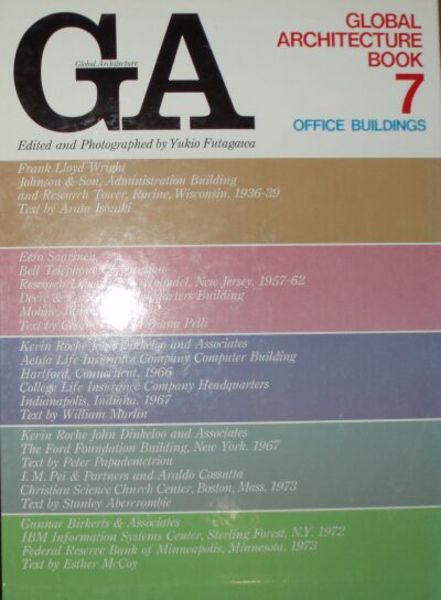 GA
Global Architecture
GLOBAL
ARCHITECTURE
BOOK
7
OFFICE BUILDINGS
Edited and Photographed by Yukio Futagawa
Frank Lloyd Wright
Johnson & Son, Administration Building
and Research Tower, Racine, Wisconsin. 1936-39
Text by Arata Isozaki
Eero Saarinen
Bell Telephone Corporation
Research New Jersey. 1957-62
Deere & Headquarters Building
Moline,
Text by Pelli
Kevin Roche John Dinkeloo and Associates
Aetna Life Insurance Company Computer Building
Hartford, Connecticut. 1966
College Life Insurance Company Headquarters
Indianapolis, Indiana. 1967
Text by William Marlin
Kevin Roche John Dinkeloo and Associates
The Ford Foundation Building, New York. 1967
Text by Peter Papademetriou
I. M. Pei & Partners and Araldo Cossutta
Christian Science Church Center, Boston, Mass. 1973
Text by Stanley Abercrombie
Gunnar Birkerts & Associates
IBM Information Systems Center, Sterling Forest, N.Y. 1972
Federal Reserve Bank of Minneapolis, Minnesota. 1973
Text by Esther McCoy